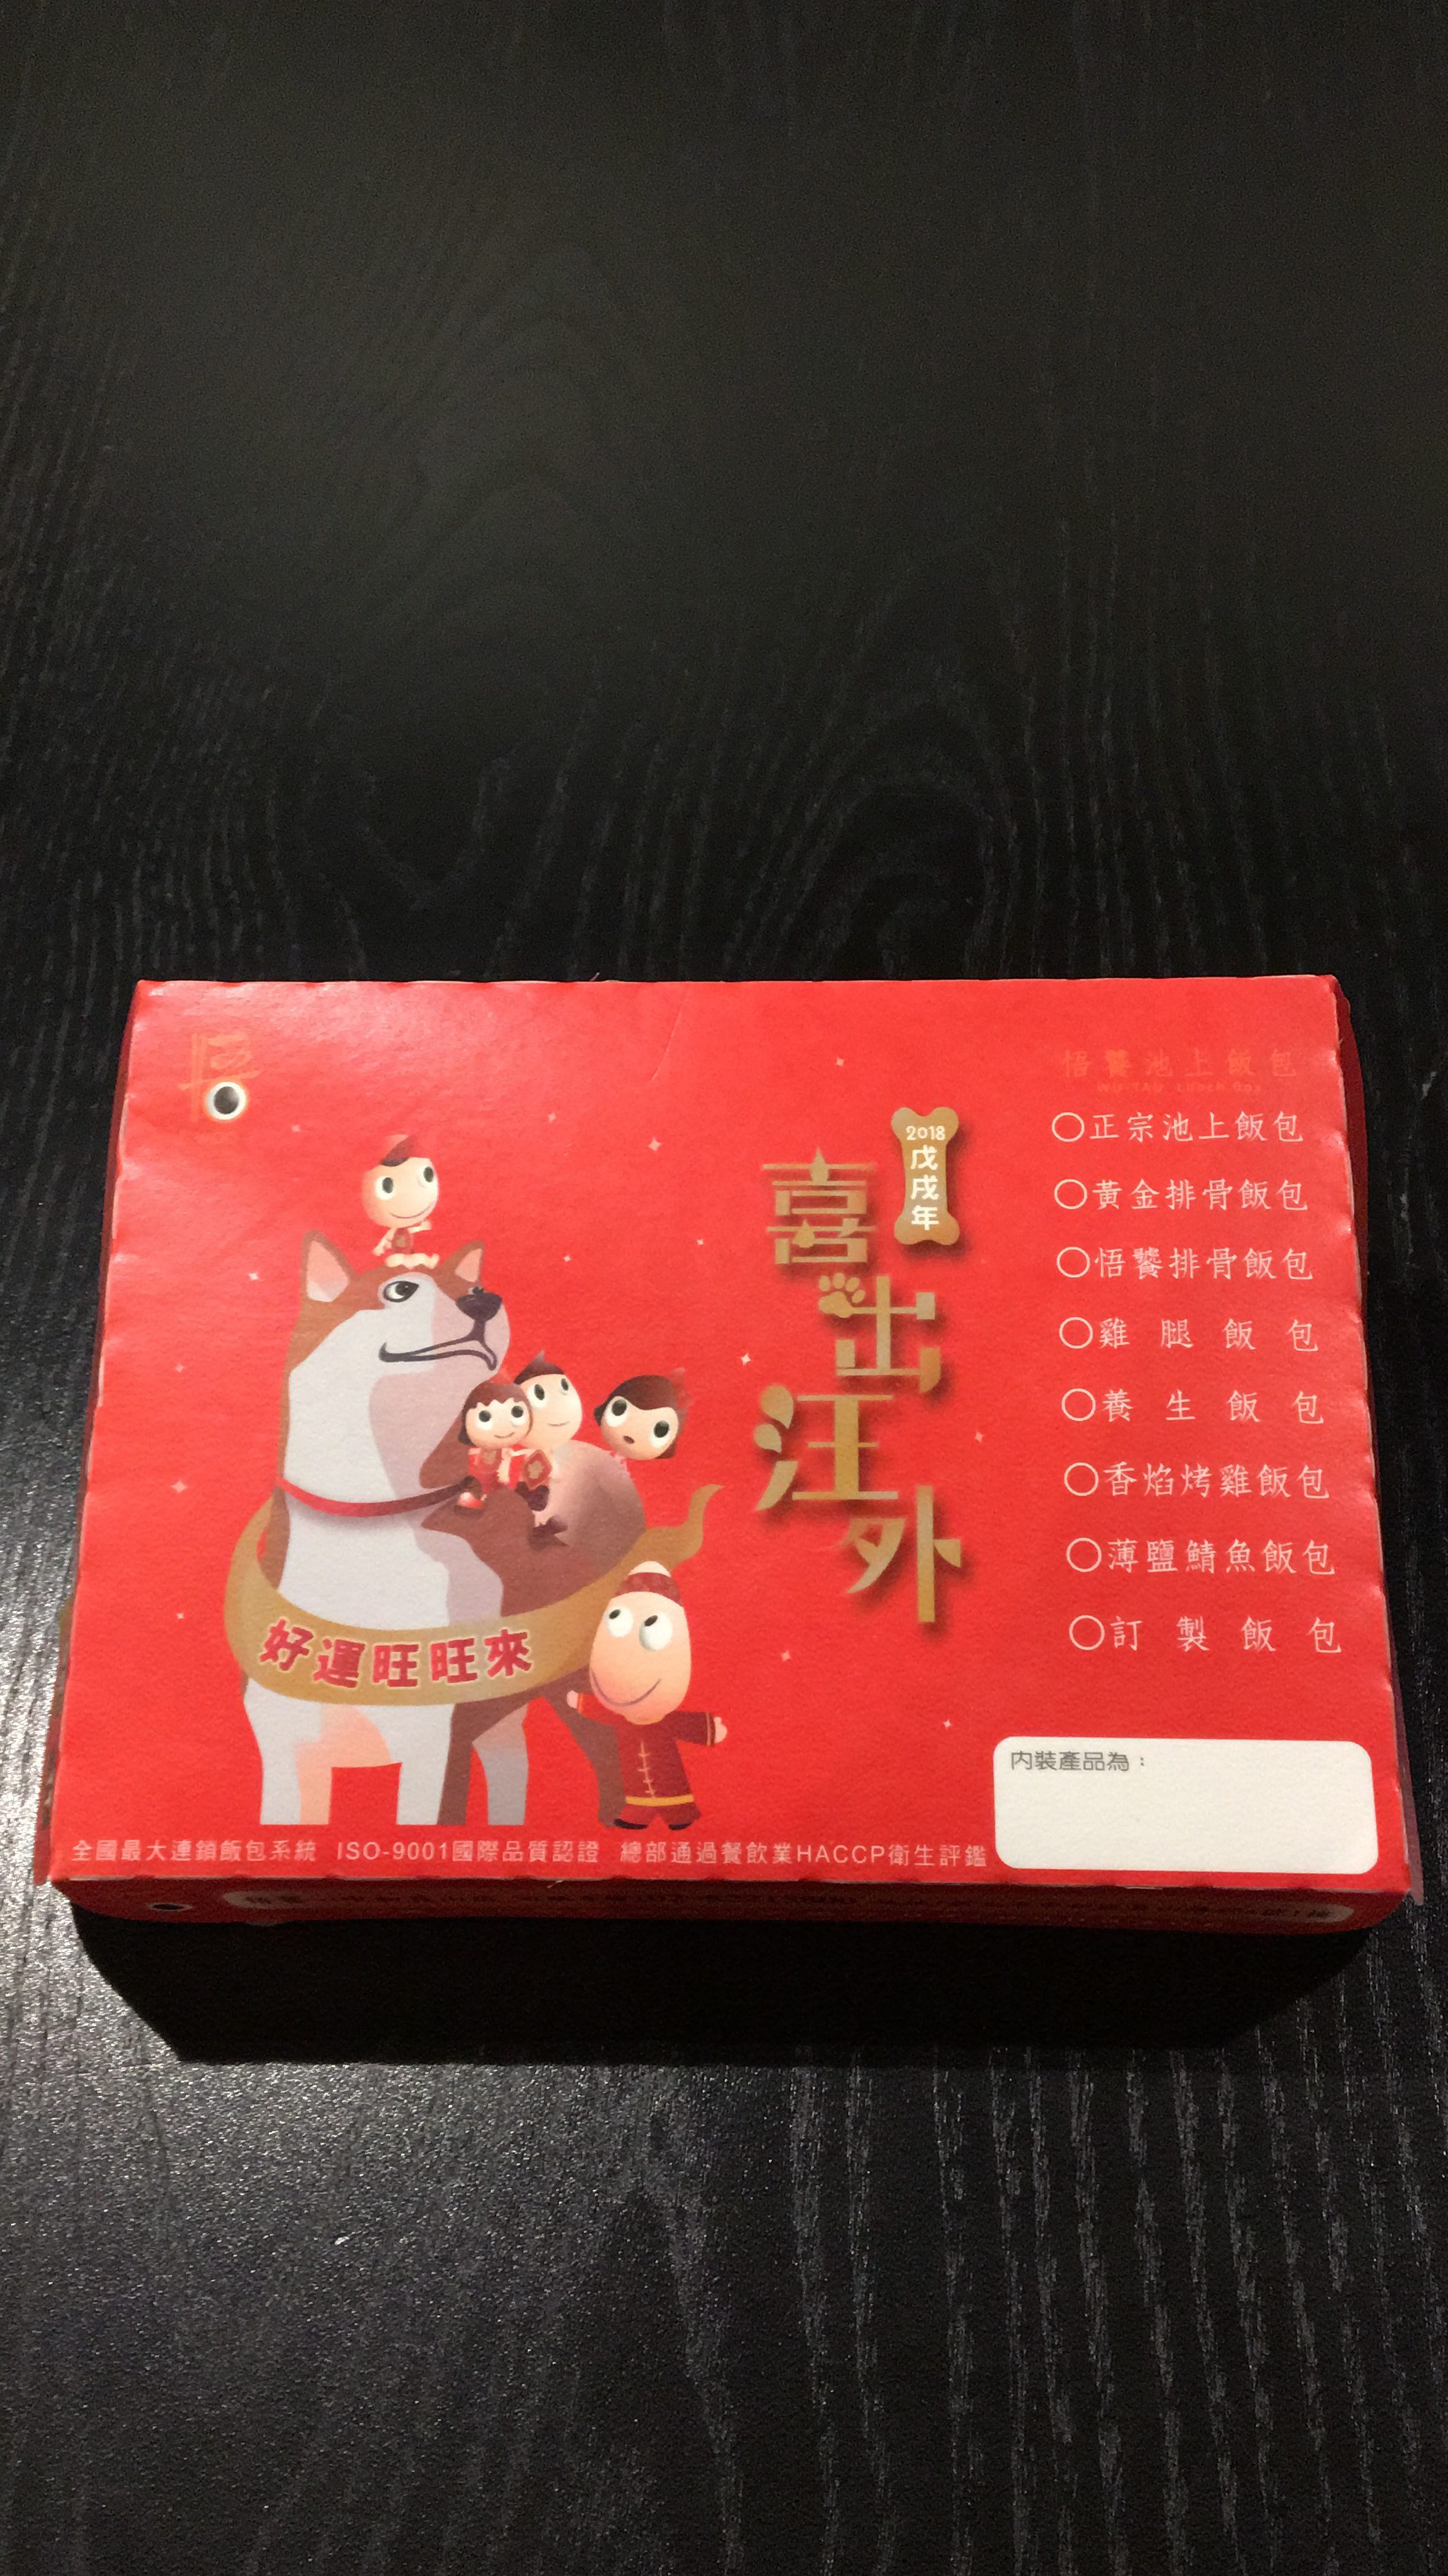 悟
悟饕池上飯包
WU TAO Lunch Box
2018
戊戌年
喜出汪外
○正宗池上飯包
○黃金排骨飯包
○悟饕排骨飯包
○雞腿飯包
○養生飯包
○香焰烤雞飯包
○薄鹽鯖魚飯包
○訂製飯包
好運旺旺來
內裝產品為：
全國最大連鎖飯包系統 ISO-9001國際品質認證 總部通過餐飲業HACCP衛生評鑑